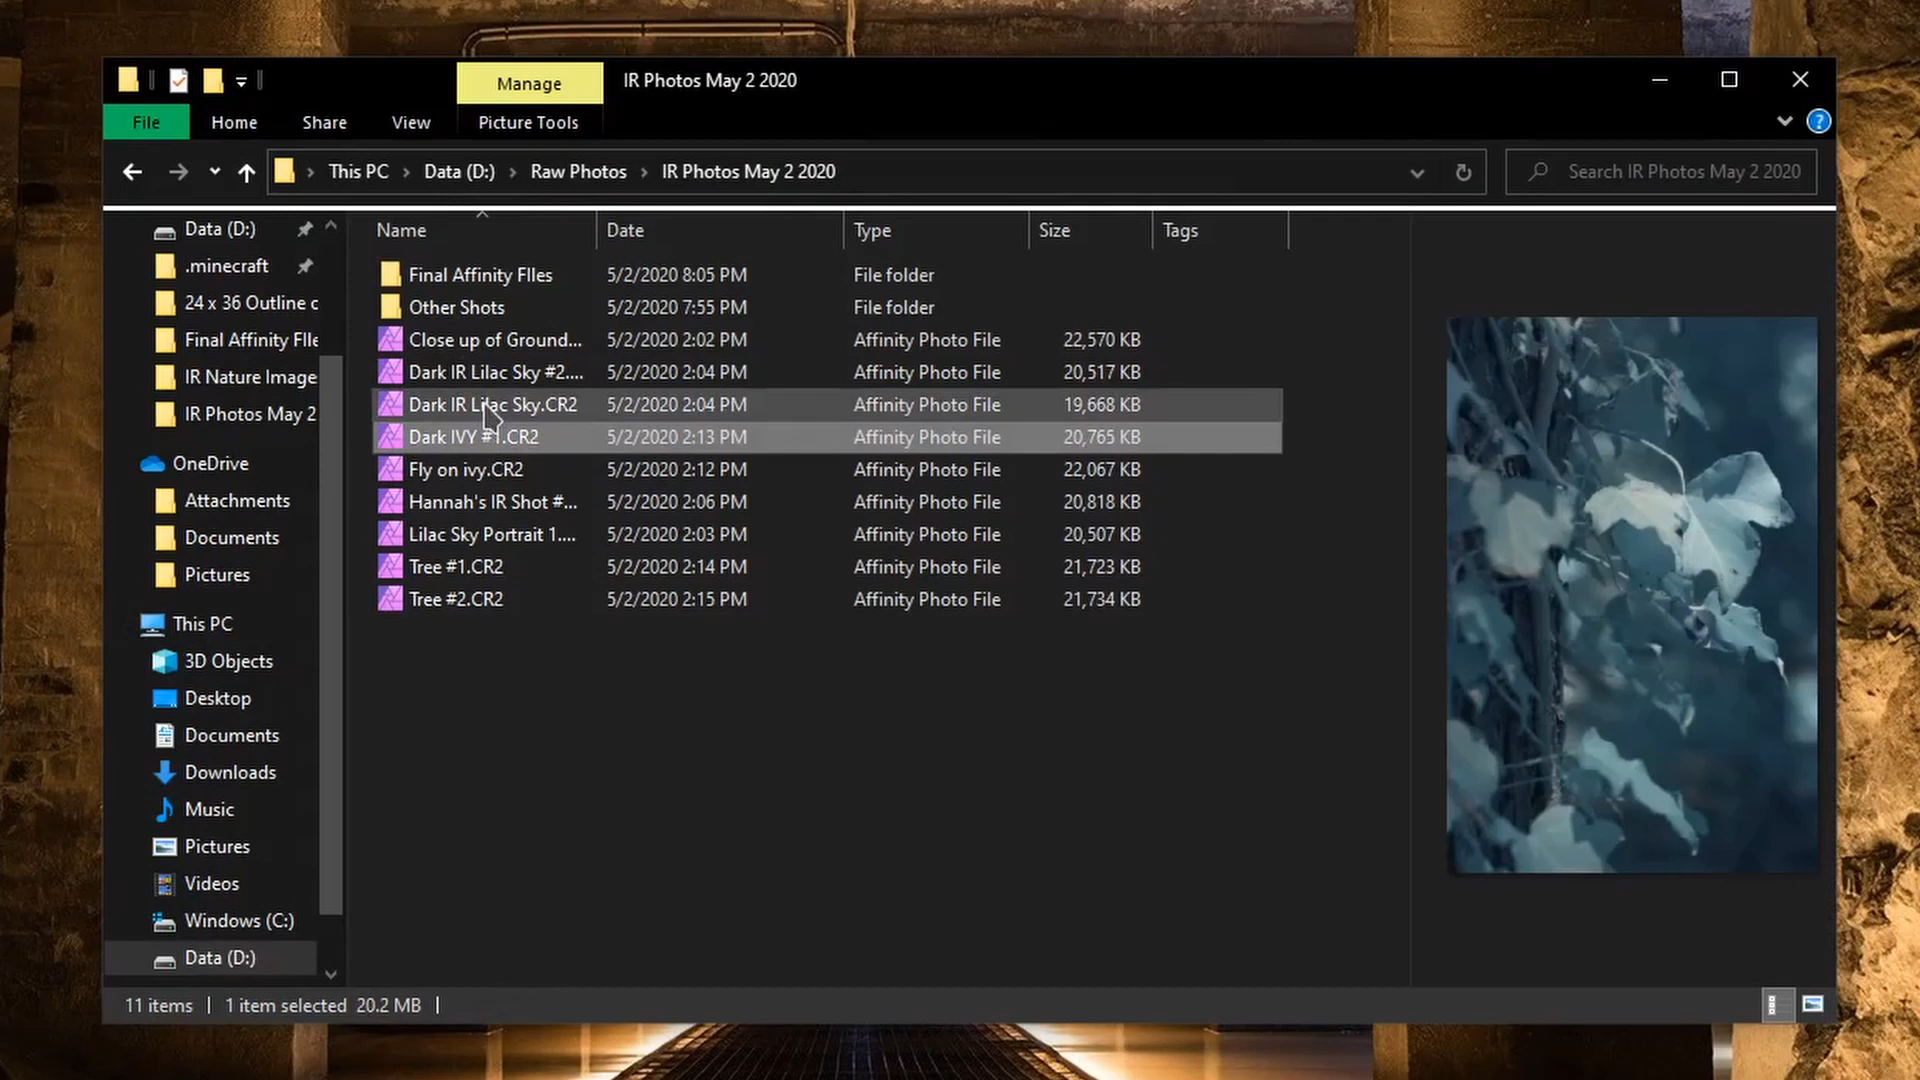 Manage
IR Photos May 2 2020
File
Home
Share
View
Picture Tools
?
This PC
Data (D:)
Raw Photos
IR Photos May 2 2020
Search IR Photos May 2 2020
Data (D:)
.minecraft
24 x 36 Outline o
Final Affinity FIle
IR Nature Image
IR Photos May 2
OneDrive
Attachments
Documents
Pictures
This PC
3D Objects
Desktop
Documents
Downloads
Music
Pictures
Videos
Windows (C:)
Data (D:)
Name Date Type Size Tags
Final Affinity FIles 5/2/2020 8:05 PM File folder
Other Shots 5/2/2020 7:55 PM File folder
Close up of Ground... 5/2/2020 2:02 PM Affinity Photo File 22,570 KB
Dark IR Lilac Sky #2.... 5/2/2020 2:04 PM Affinity Photo File 20,517 KB
Dark IR Lilac Sky.CR2 5/2/2020 2:04 PM Affinity Photo File 19,668 KB
Dark IVY #1.CR2 5/2/2020 2:13 PM Affinity Photo File 20,765 KB
Fly on ivy.CR2 5/2/2020 2:12 PM Affinity Photo File 22,067 KB
Hannah's IR Shot #... 5/2/2020 2:06 PM Affinity Photo File 20,818 KB
Lilac Sky Portrait 1.... 5/2/2020 2:03 PM Affinity Photo File 20,507 KB
Tree #1.CR2 5/2/2020 2:14 PM Affinity Photo File 21,723 KB
Tree #2.CR2 5/2/2020 2:15 PM Affinity Photo File 21,734 KB
11 items 1 item selected 20.2 MB